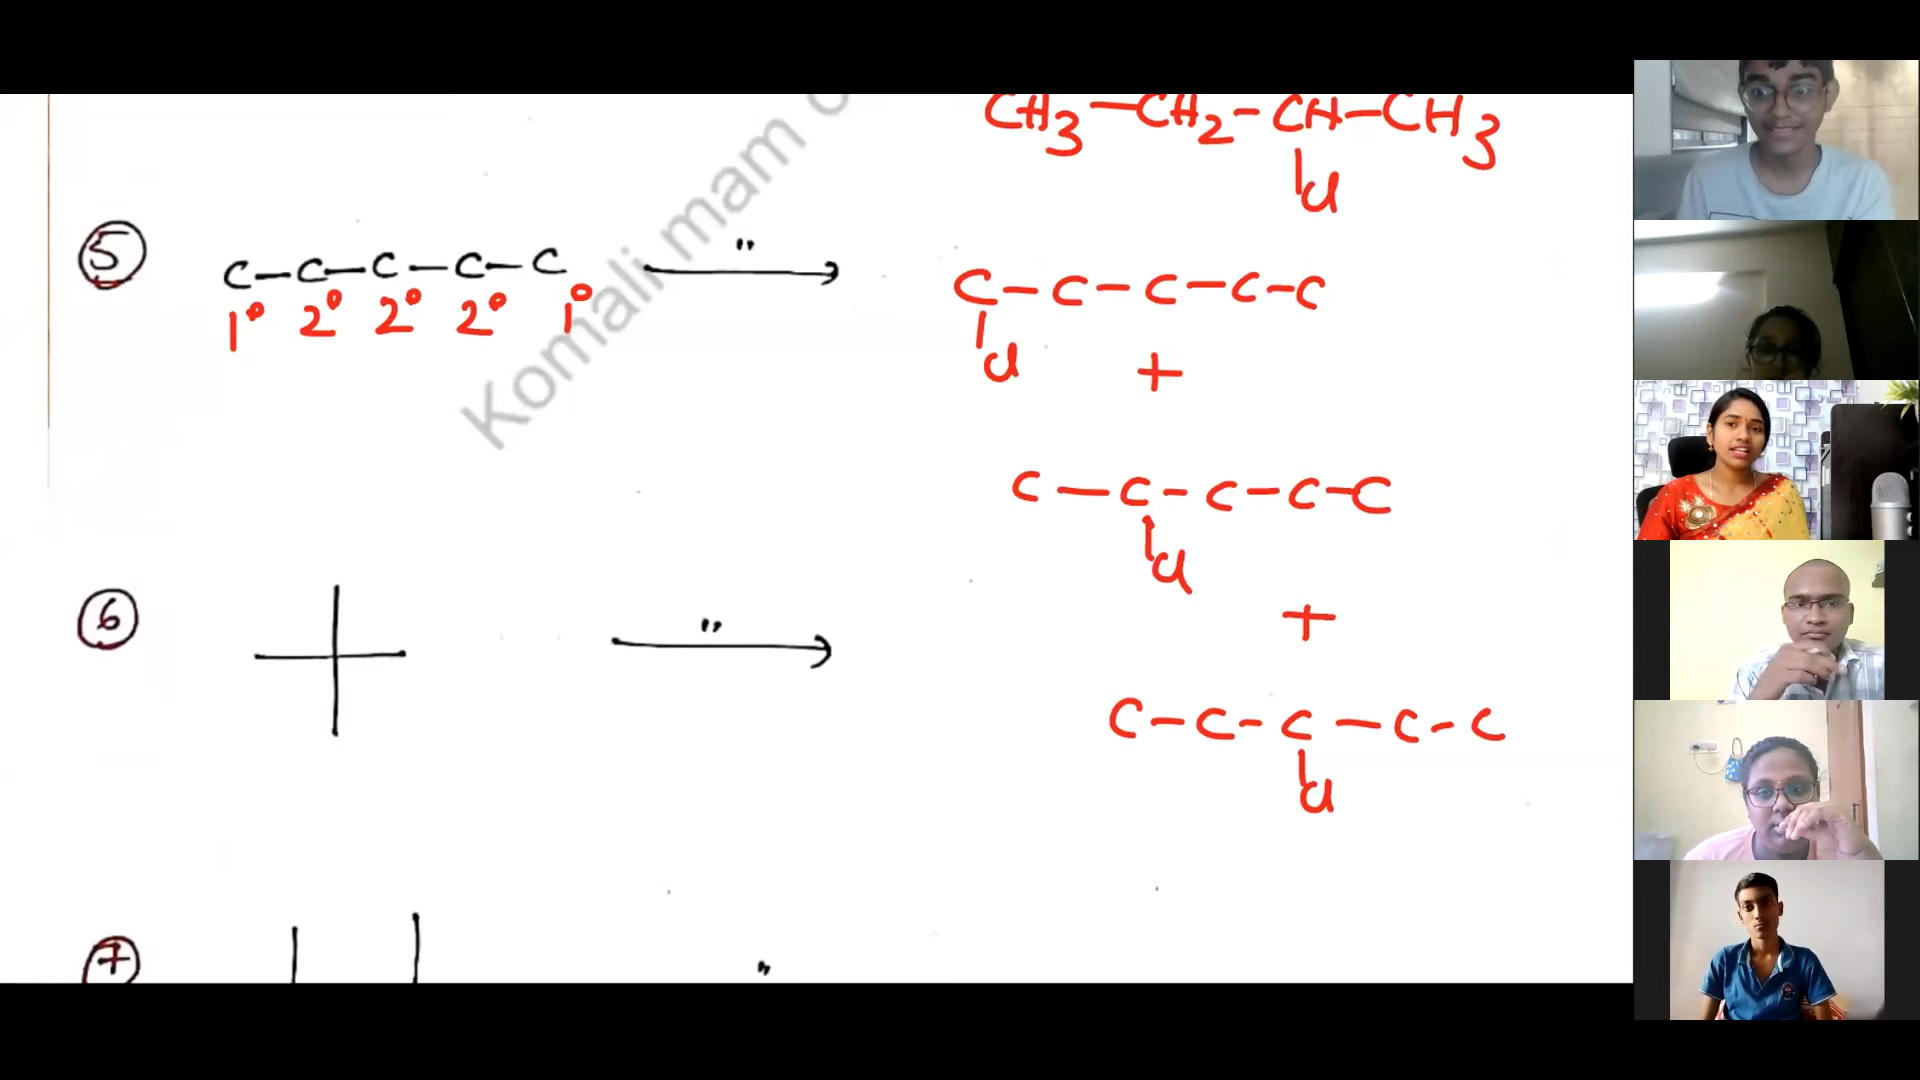 CH3—CH2-CH—CH3
Cl
5 C—C—C—C—C " C—C—C—C-C
1° 2° 2° 2° 1°
Cl
+
Komali mam
C—C-C—C-C
Cl
6 " +
C-C-C—C-C
Cl
7 "